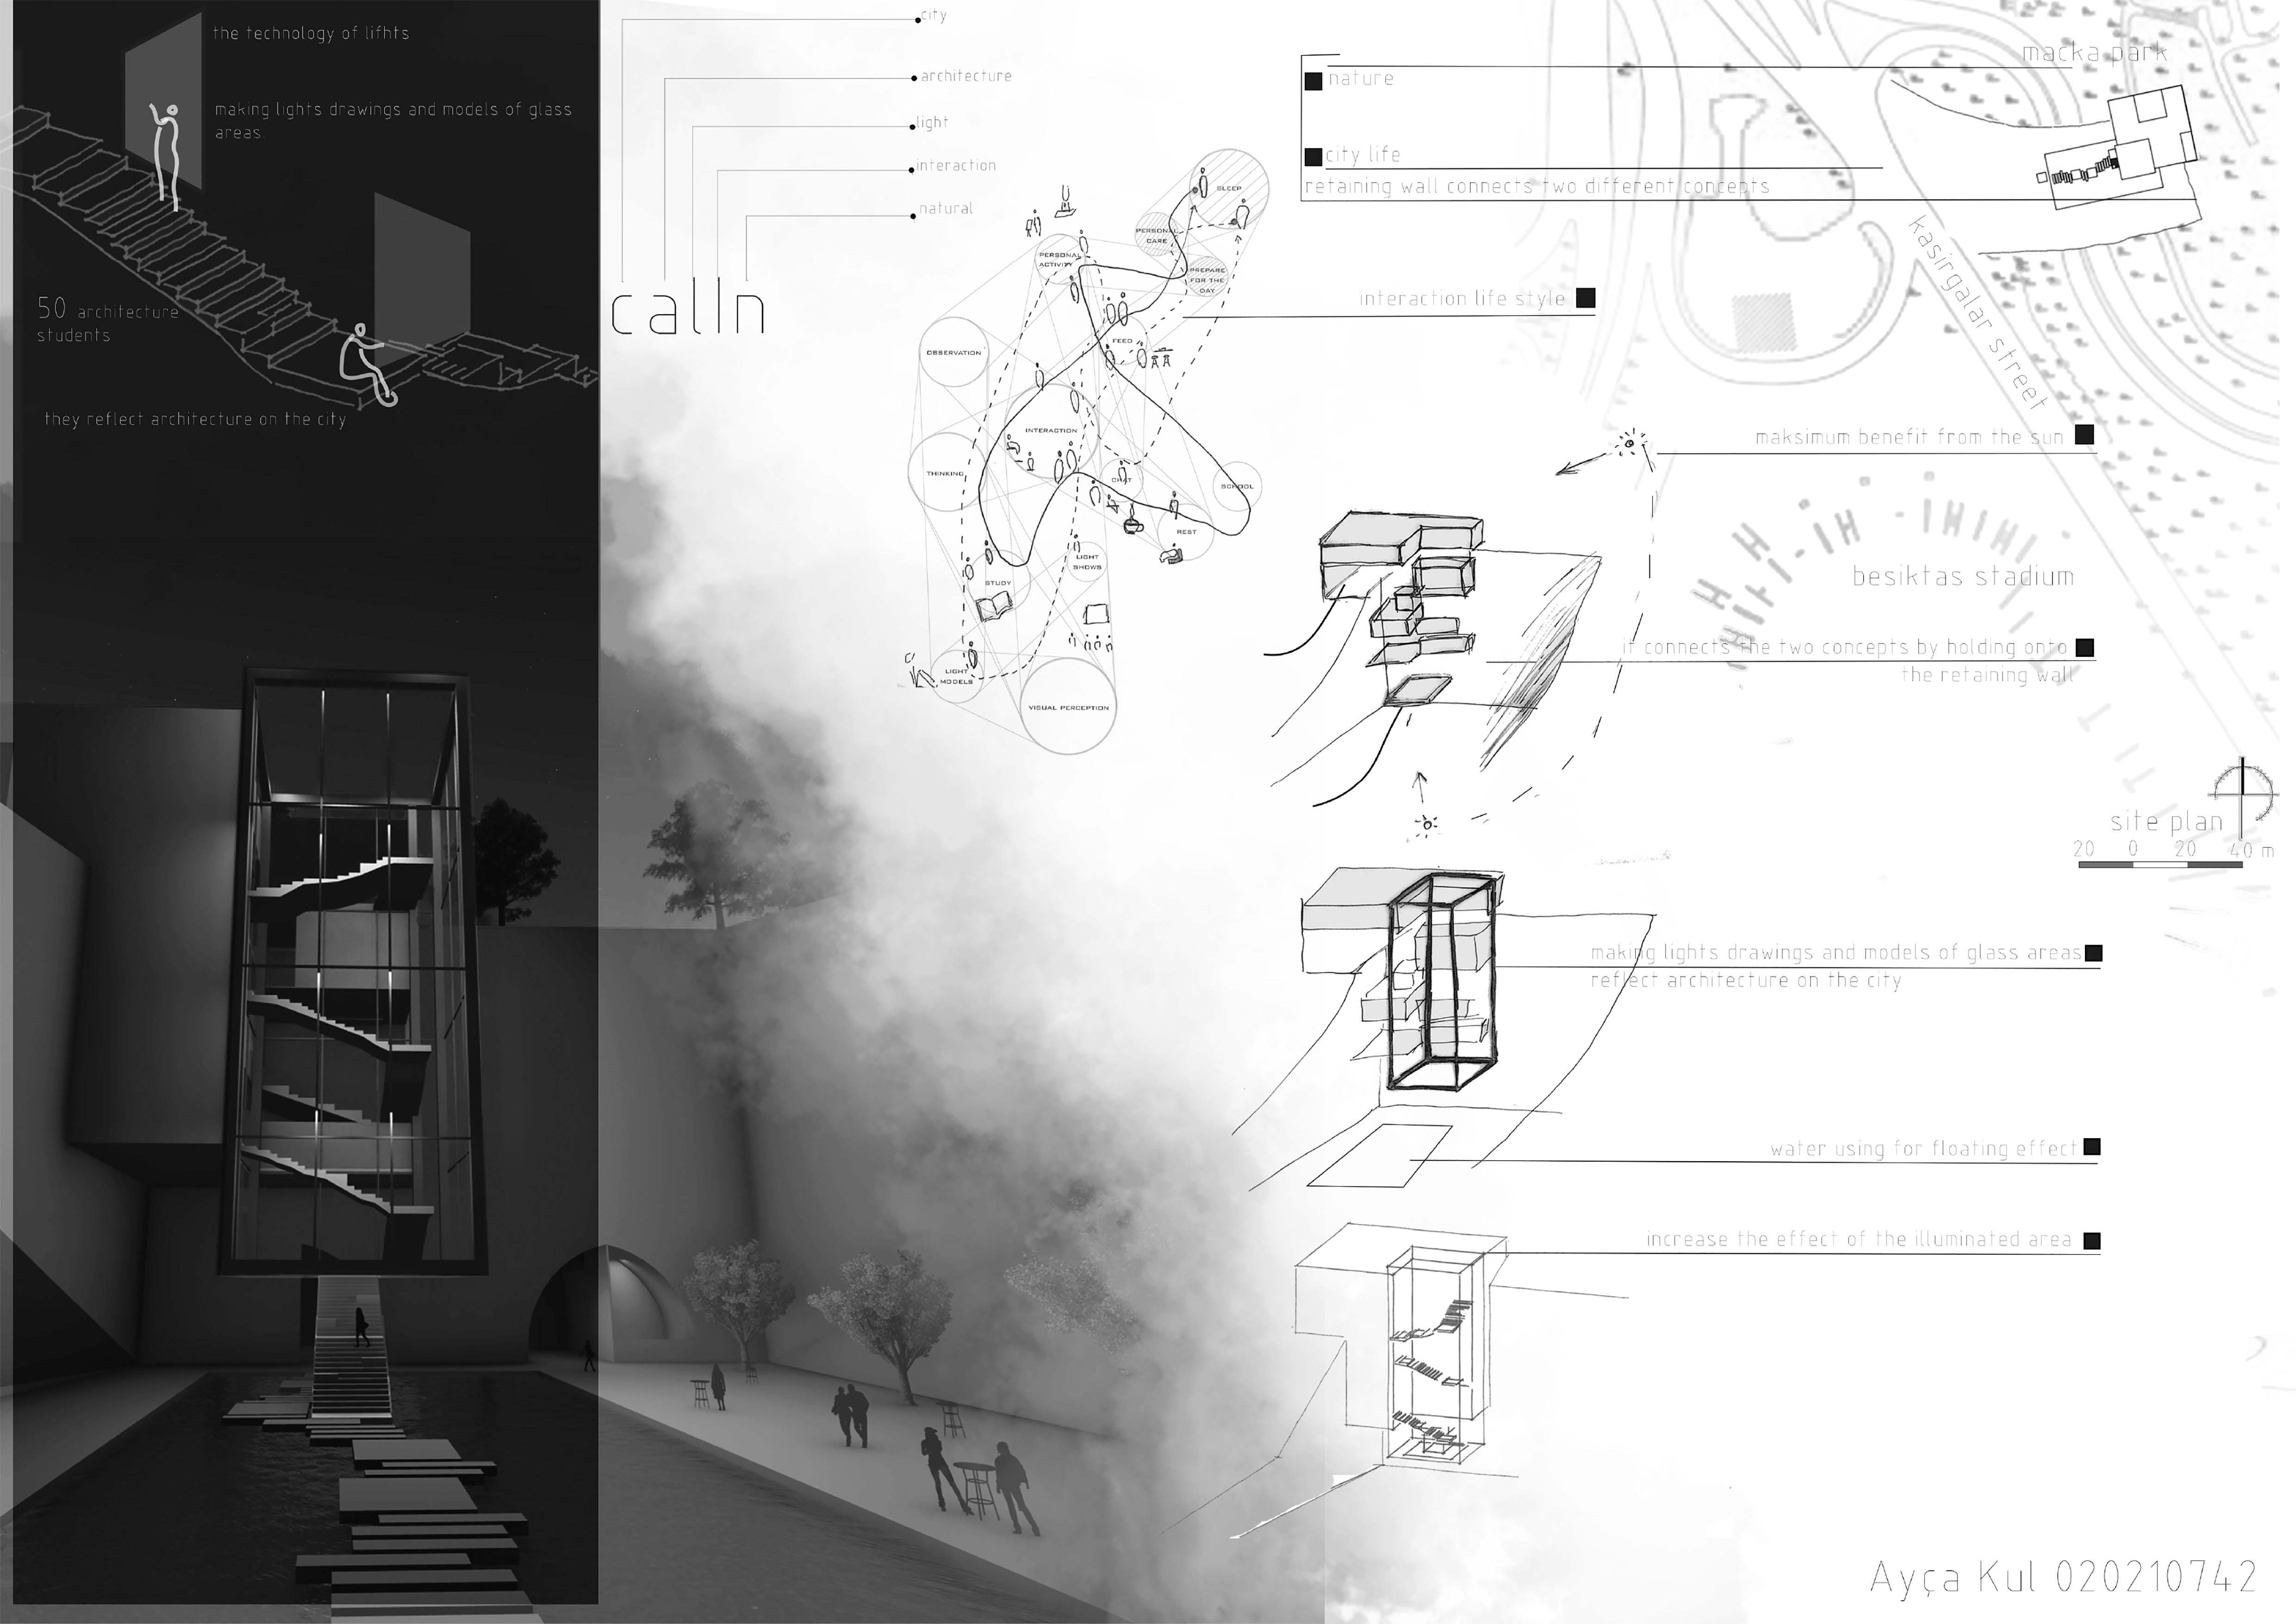 the technology of lifhts
making lights drawings and models of glass
areas.
50 architecture
students
they reflect architecture on the city
city
architecture
light
interaction
natural
calIn
SLEEP
PERSONAL
CARE
PERSONAL
ACTIVITY
PREPARE
FOR THE
DAY
OBSERVATION
FEED
INTERACTION
THINKING
CHAT
SCHOOL
REST
LIGHT
SHOWS
STUDY
LIGHT
MODELS
VISUAL PERCEPTION
macka park
nature
city life
retaining wall connects two different concepts
kasırgalar street
interaction life style
maksimum benefit from the sun
besiktas stadium
it connects the two concepts by holding onto
the retaining wall
site plan
20 0 20 40 m
making lights drawings and models of glass areas
reflect architecture on the city
water using for floating effect
increase the effect of the illuminated area
Ayça Kul 020210742